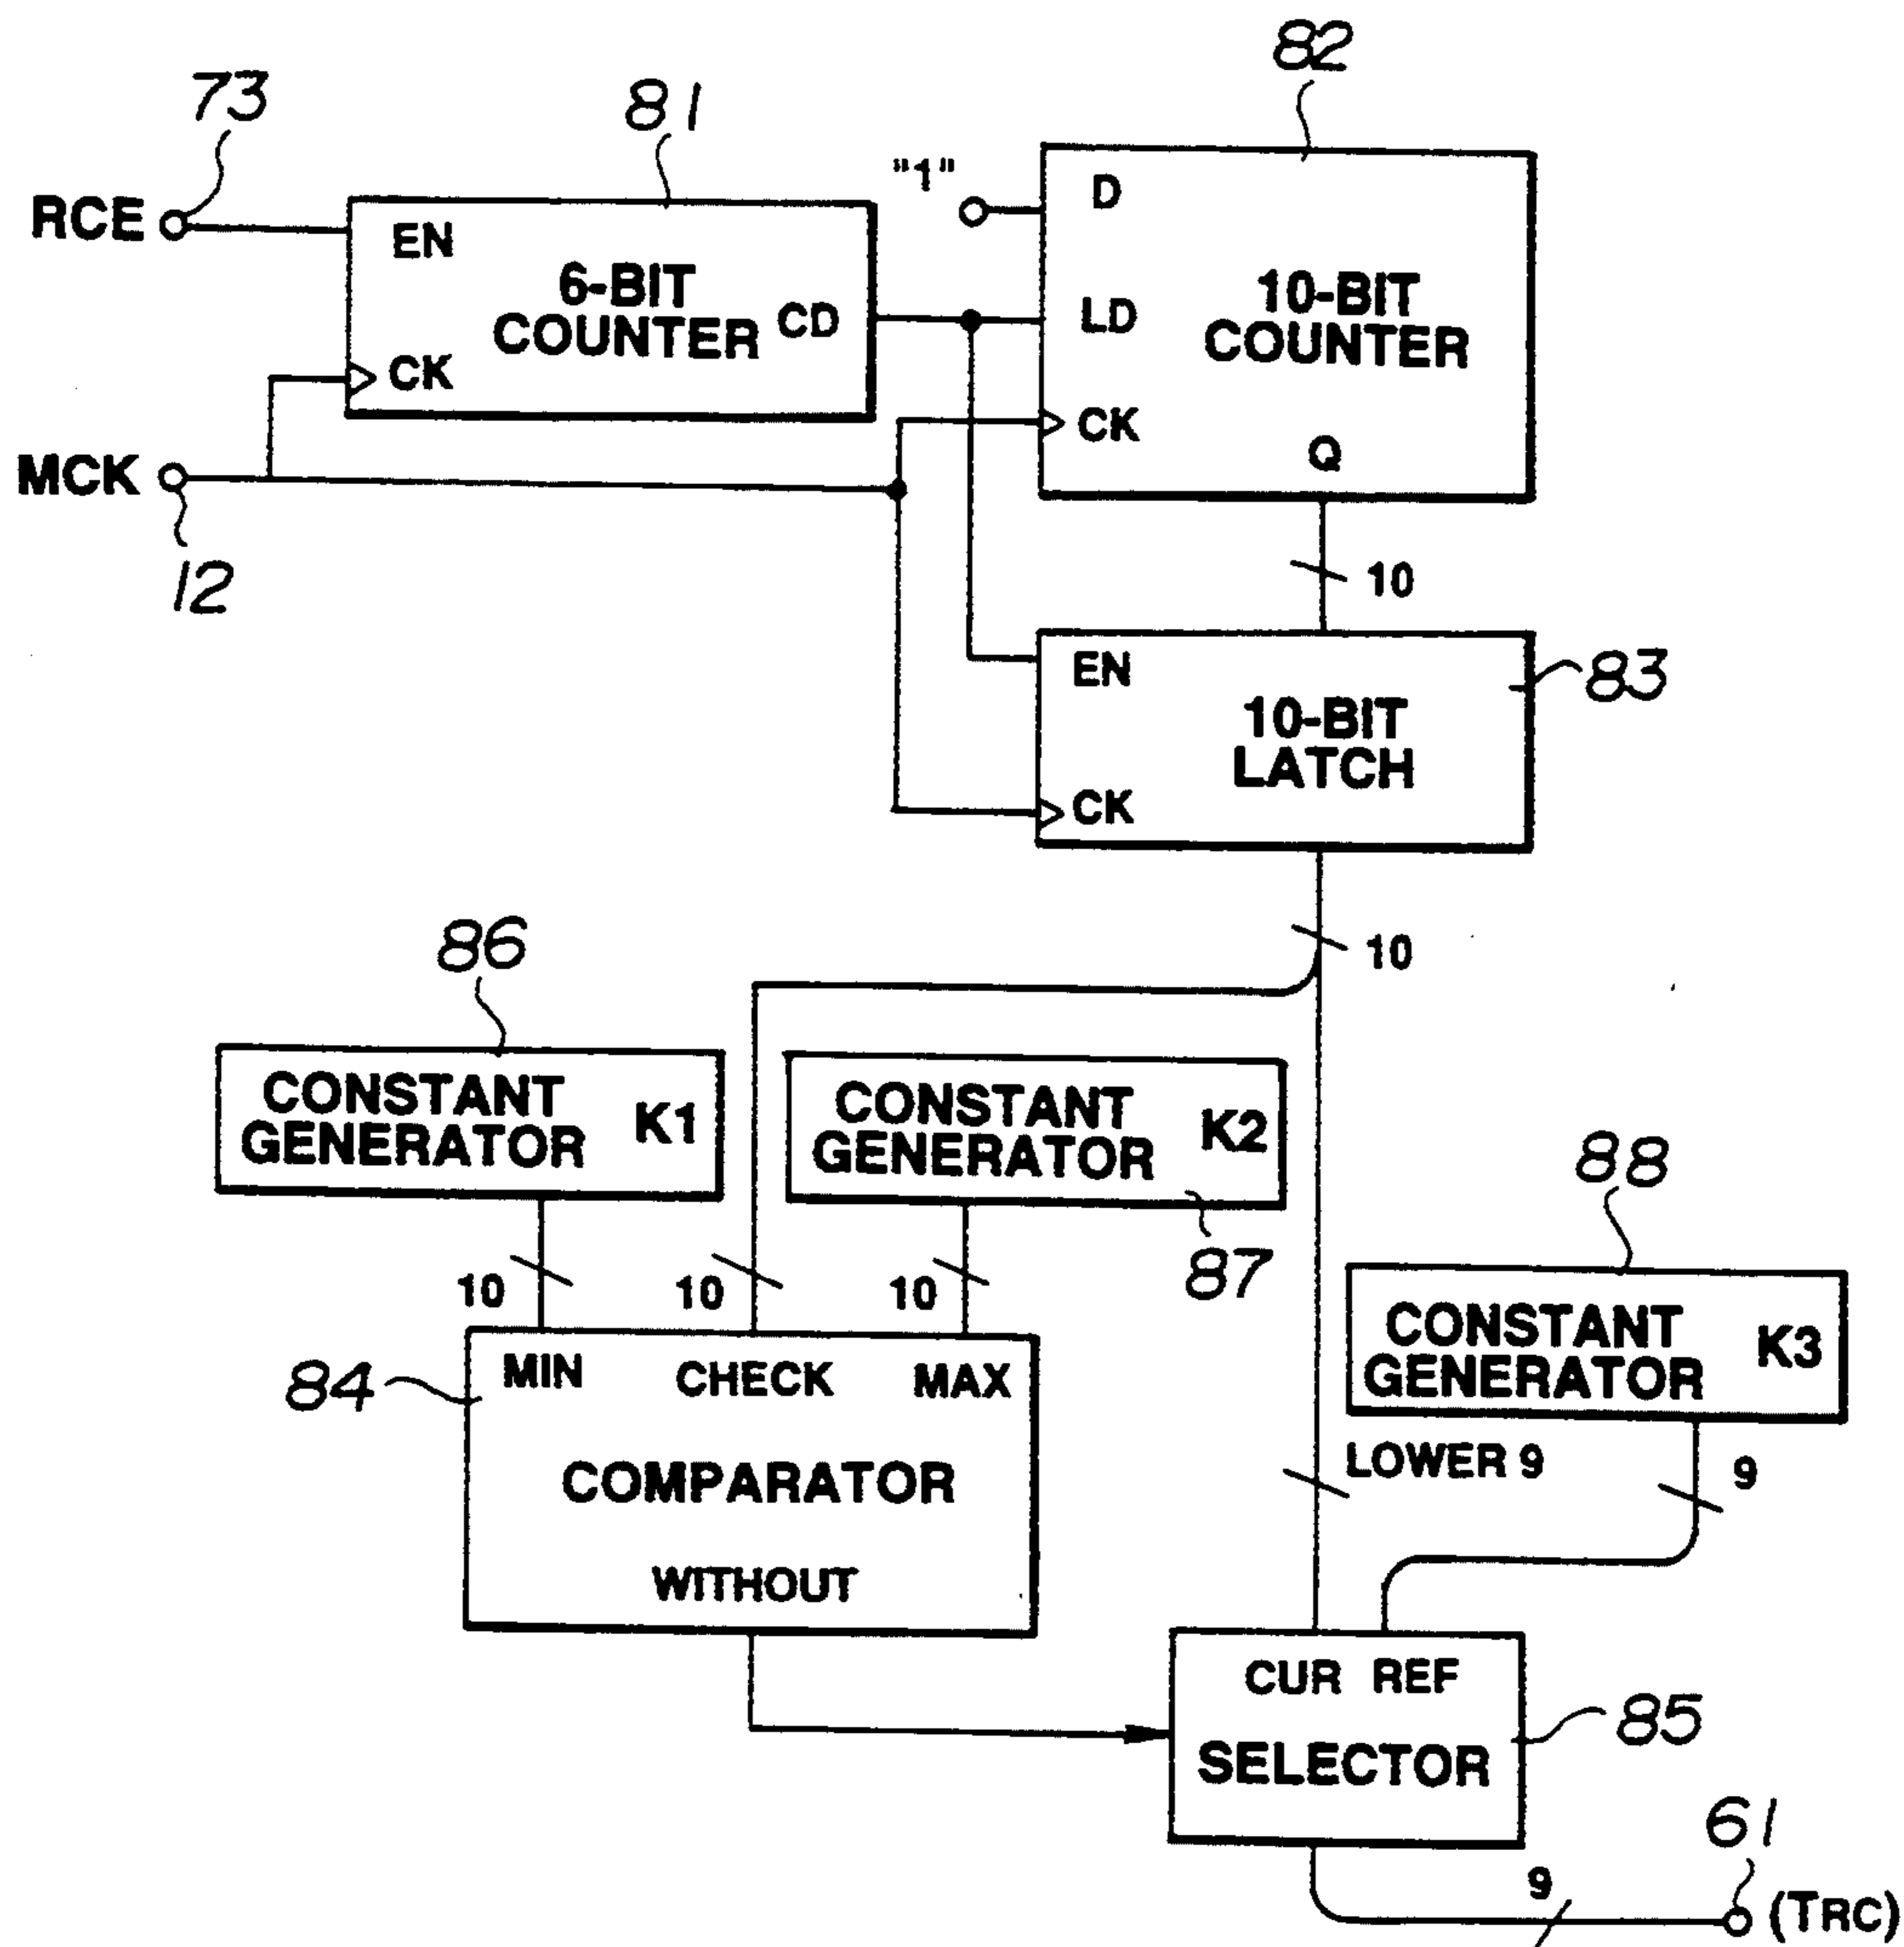 82
73
81
"1"
D
RCE
EN
6-BIT
COUNTER
CD
LD
10-BIT
COUNTER
CK
CK
MCK
Q
12
10
EN
83
10-BIT
LATCH
CK
86
10
CONSTANT
GENERATOR
K1
CONSTANT
GENERATOR
K2
88
87
10
10
10
CONSTANT
GENERATOR
K3
84
MIN
CHECK
MAX
LOWER 9
9
COMPARATOR
WITHOUT
CUR REF
85
SELECTOR
61
9
(TRC)